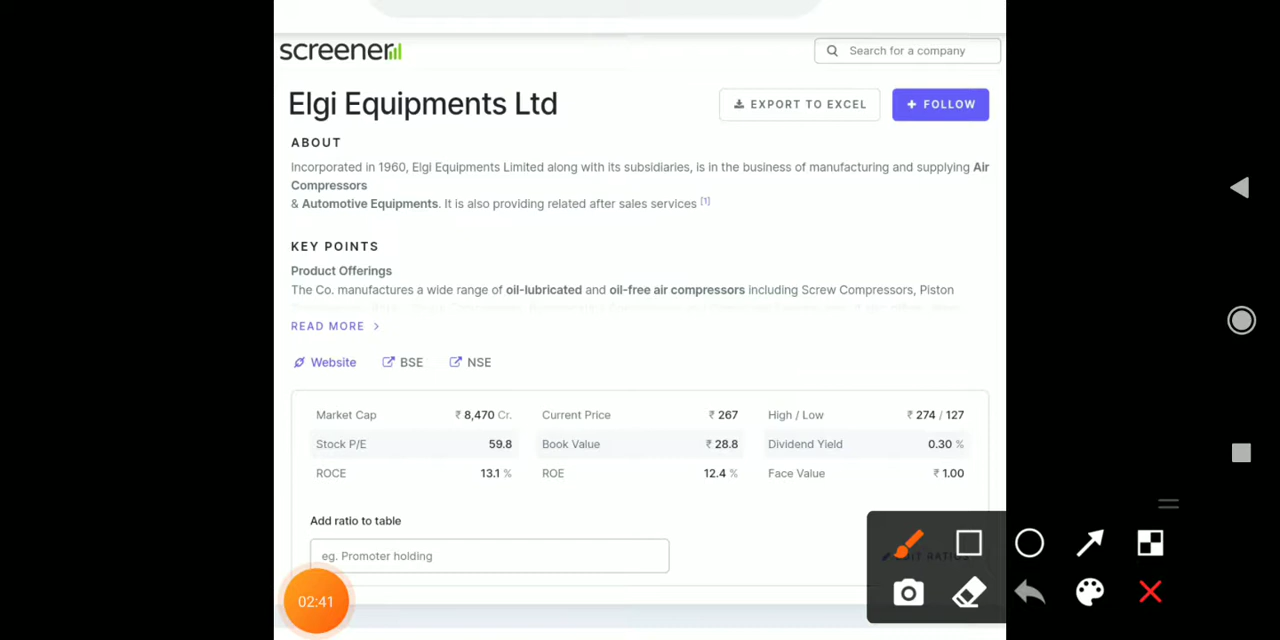 screener
Search for a company
Elgi Equipments Ltd
EXPORT TO EXCEL
+ FOLLOW
ABOUT
Incorporated in 1960, Elgi Equipments Limited along with its subsidiaries, is in the business of manufacturing and supplying Air
Compressors
& Automotive Equipments. It is also providing related after sales services [1]
KEY POINTS
Product Offerings
The Co. manufactures a wide range of oil-lubricated and oil-free air compressors including Screw Compressors, Piston
READ MORE >
Website BSE NSE
Market Cap ₹ 8,470 Cr. Current Price ₹ 267 High / Low ₹ 274 / 127
Stock P/E 59.8 Book Value ₹ 28.8 Dividend Yield 0.30 %
ROCE 13.1 % ROE 12.4 % Face Value ₹ 1.00
Add ratio to table
eg. Promoter holding
02:41